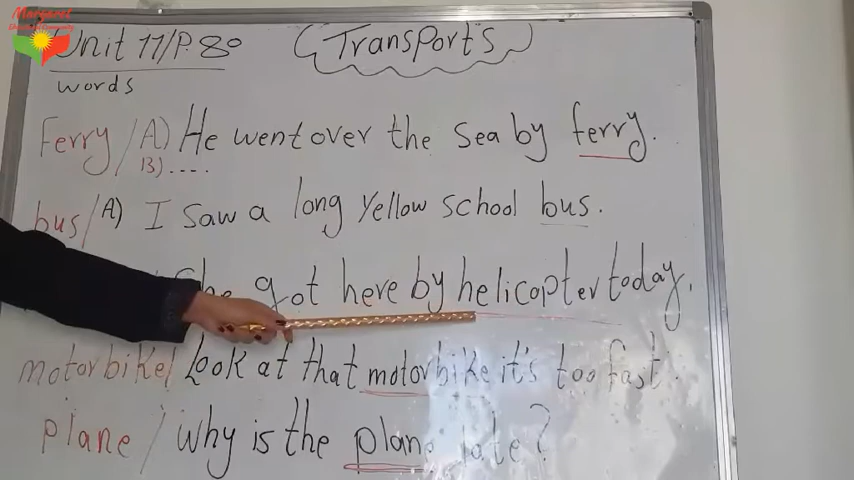 Margaret
Unit 11/P.80 (Transports)
words
Ferry/A) He went over the sea by ferry.
B)....
bus/A) I saw a long yellow school bus.
She got here by helicopter today.
motorbike/ Look at that motorbike it's too fast.
plane/ why is the plane late?